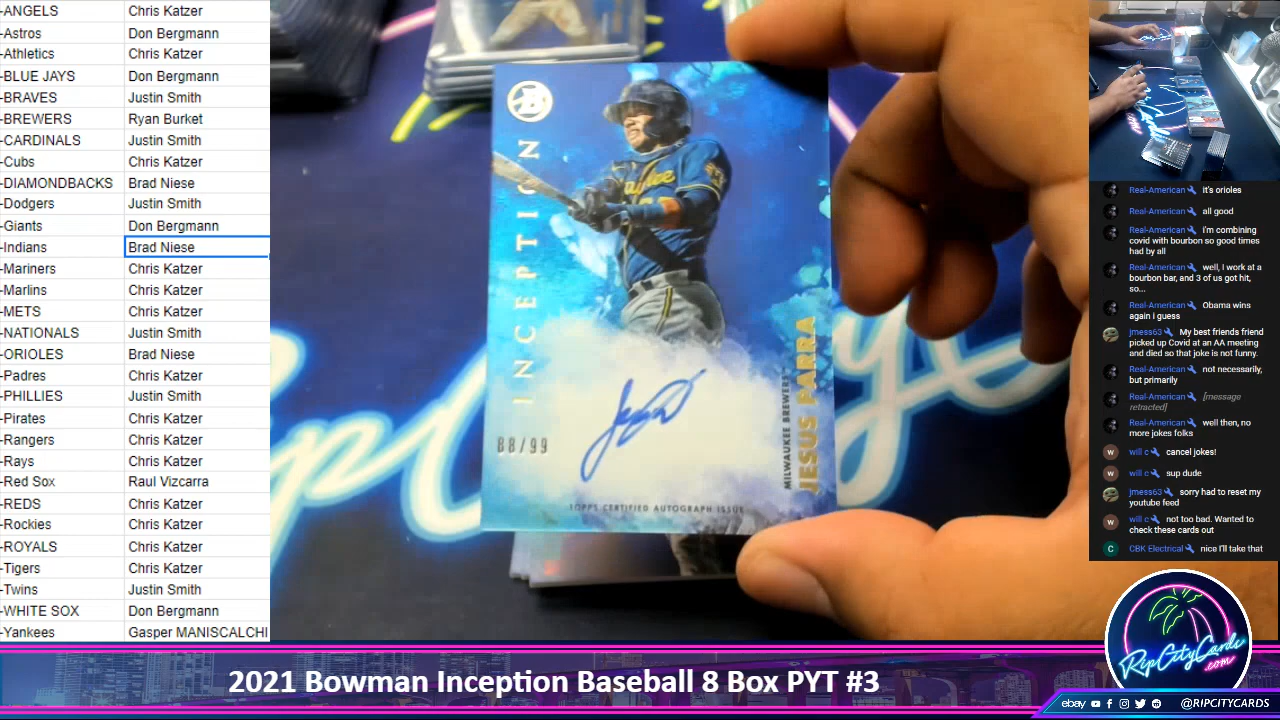 -ANGELS Chris Katzer
-Astros Don Bergmann
-Athletics Chris Katzer
-BLUE JAYS Don Bergmann
-BRAVES Justin Smith
-BREWERS Ryan Burket
-CARDINALS Justin Smith
-Cubs Chris Katzer
-DIAMONDBACKS Brad Niese
-Dodgers Justin Smith
-Giants Don Bergmann
-Indians Brad Niese
-Mariners Chris Katzer
-Marlins Chris Katzer
-METS Chris Katzer
-NATIONALS Justin Smith
-ORIOLES Brad Niese
-Padres Chris Katzer
-PHILLIES Justin Smith
-Pirates Chris Katzer
-Rangers Chris Katzer
-Rays Chris Katzer
-Red Sox Raul Vizcarra
-REDS Chris Katzer
-Rockies Chris Katzer
-ROYALS Chris Katzer
-Tigers Chris Katzer
-Twins Justin Smith
-WHITE SOX Don Bergmann
-Yankees Gasper MANISCALCHI
INCEPTION
88/99
MILWAUKEE BREWERS™
JESUS PARRA
TOPPS CERTIFIED AUTOGRAPH ISSUE
Real-American it's orioles
Real-American all good
Real-American i'm combining
covid with bourbon so good times
had by all
Real-American well, I work at a
bourbon bar, and 3 of us got hit,
so...
Real-American Obama wins
again I guess
jmess63 My best friends friend
picked up Covid at an AA meeting
and died so that joke is not funny.
Real-American not necessarily,
but primarily
Real-American [message
retracted]
Real-American well then, no
more jokes folks
w will c cancel jokes!
w will c sup dude
jmess63 sorry had to reset my
youtube feed
w will c not too bad. Wanted to
check these cards out
C CBK Electrical nice I'll take that
RipCityCards
.com
2021 Bowman Inception Baseball 8 Box PYT #3
ebay @RIPCITYCARDS